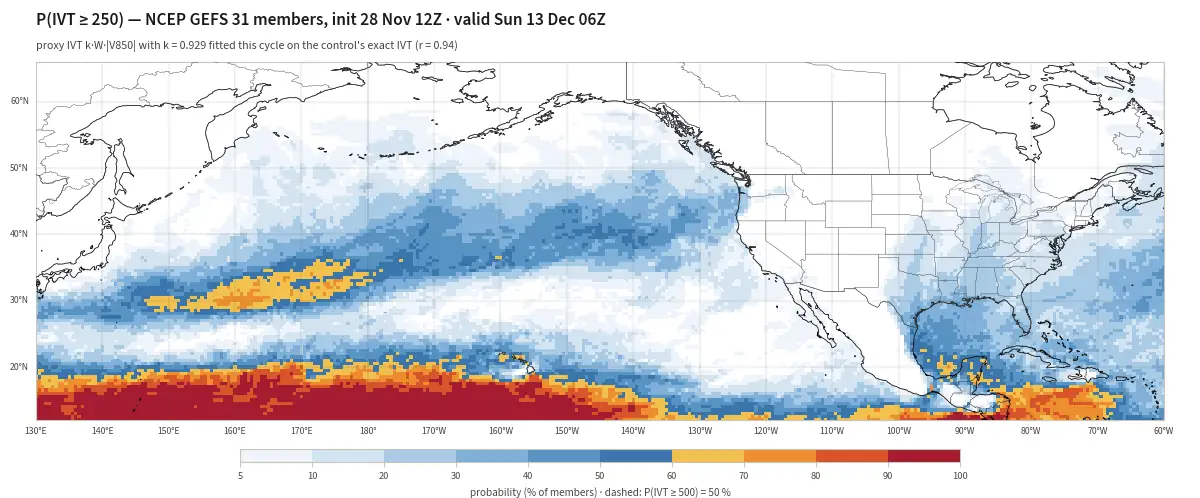 P(IVT ≥ 250) — NCEP GEFS 31 members, init 28 Nov 12Z · valid Sun 13 Dec 06Z
proxy IVT k·W·|V850| with k = 0.929 fitted this cycle on the control's exact IVT (r = 0.94)
60°N
50°N
40°N
30°N
20°N
130°E 140°E 150°E 160°E 170°E 180° 170°W 160°W 150°W 140°W 130°W 120°W 110°W 100°W 90°W 80°W 70°W 60°W
5 10 20 30 40 50 60 70 80 90 100
probability (% of members) · dashed: P(IVT ≥ 500) = 50 %